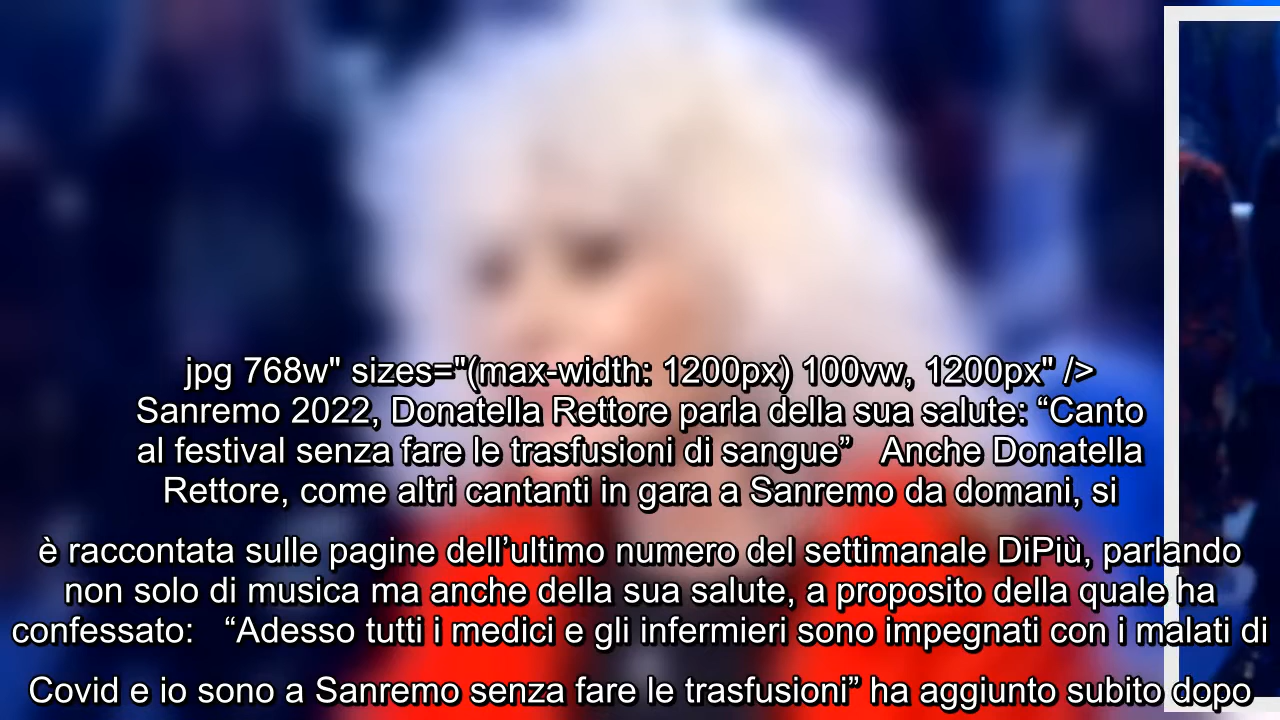 jpg 768w" sizes="(max-width: 1200px) 100vw, 1200px" />
Sanremo 2022, Donatella Rettore parla della sua salute: “Canto
al festival senza fare le trasfusioni di sangue”   Anche Donatella
Rettore, come altri cantanti in gara a Sanremo da domani, si
è raccontata sulle pagine dell’ultimo numero del settimanale DiPiù, parlando
non solo di musica ma anche della sua salute, a proposito della quale ha
confessato:   “Adesso tutti i medici e gli infermieri sono impegnati con i malati di
Covid e io sono a Sanremo senza fare le trasfusioni” ha aggiunto subito dopo